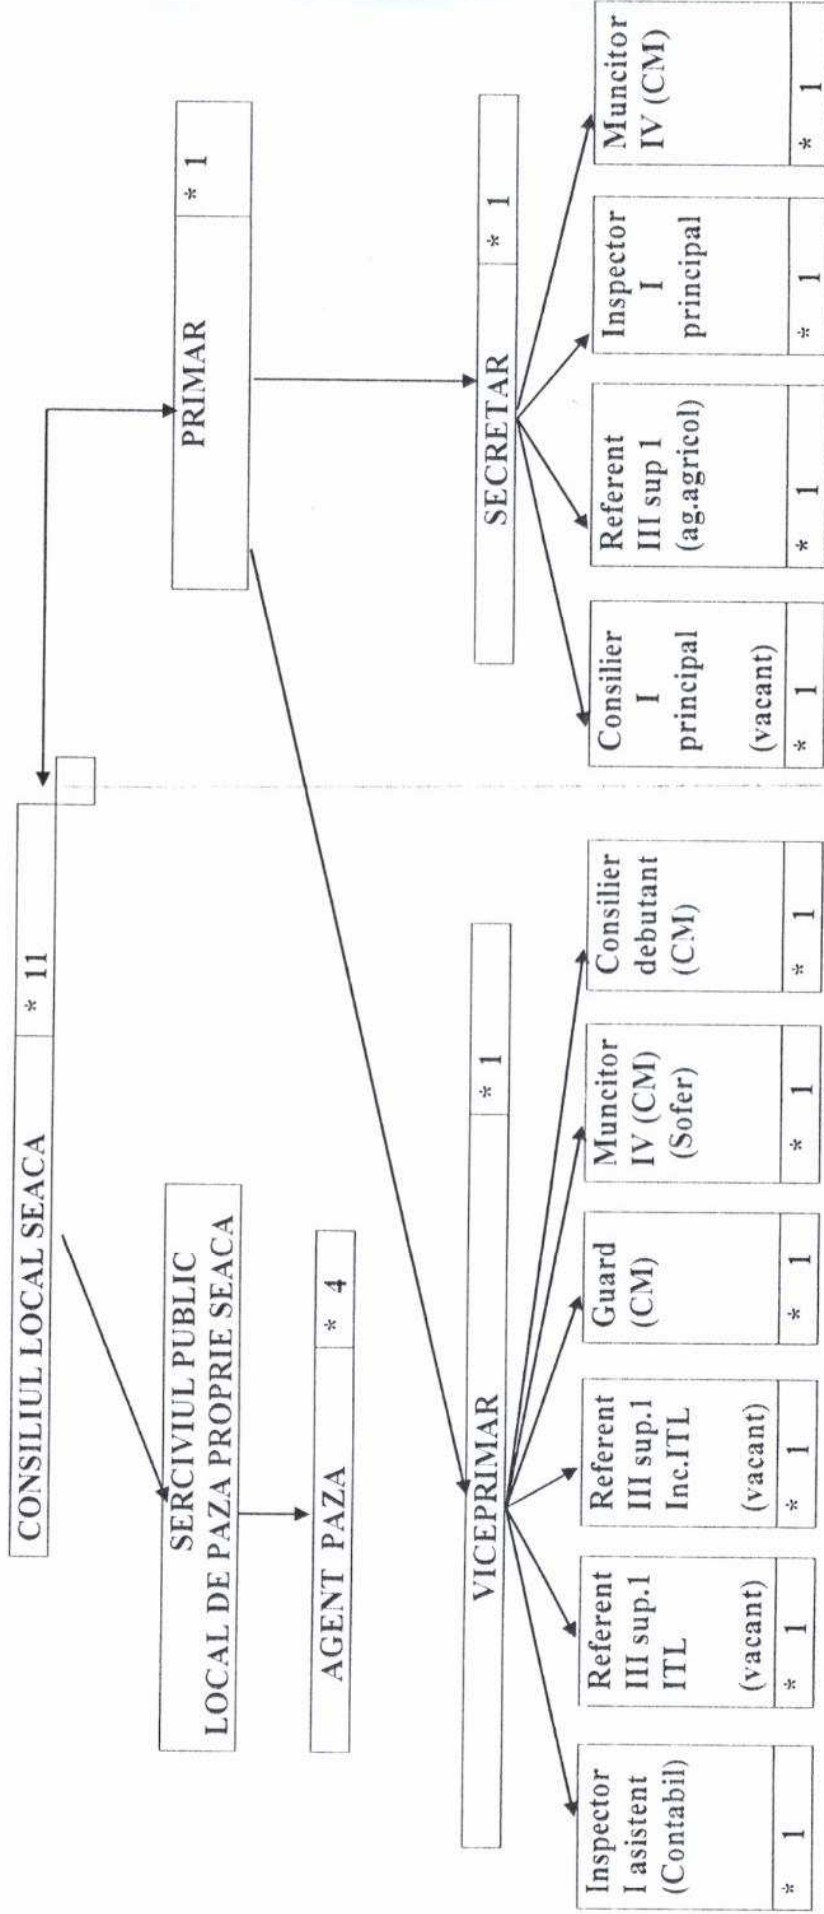 CONSILIUL LOCAL SEACA * 11
SERCIVIUL PUBLIC
LOCAL DE PAZA PROPRIE SEACA
AGENT PAZA * 4
PRIMAR * 1
VICEPRIMAR * 1
SECRETAR * 1
Inspector
I asistent
(Contabil)
* 1
Referent
III sup.1
ITL
(vacant)
* 1
Referent
III sup.1
Inc.ITL
(vacant)
* 1
Guard
(CM)
* 1
Muncitor
IV (CM)
(Sofer)
* 1
Consilier
debutant
(CM)
* 1
Consilier
I
principal
(vacant)
* 1
Referent
III sup 1
(ag.agricol)
* 1
Inspector
I
principal
* 1
Muncitor
IV (CM)
* 1